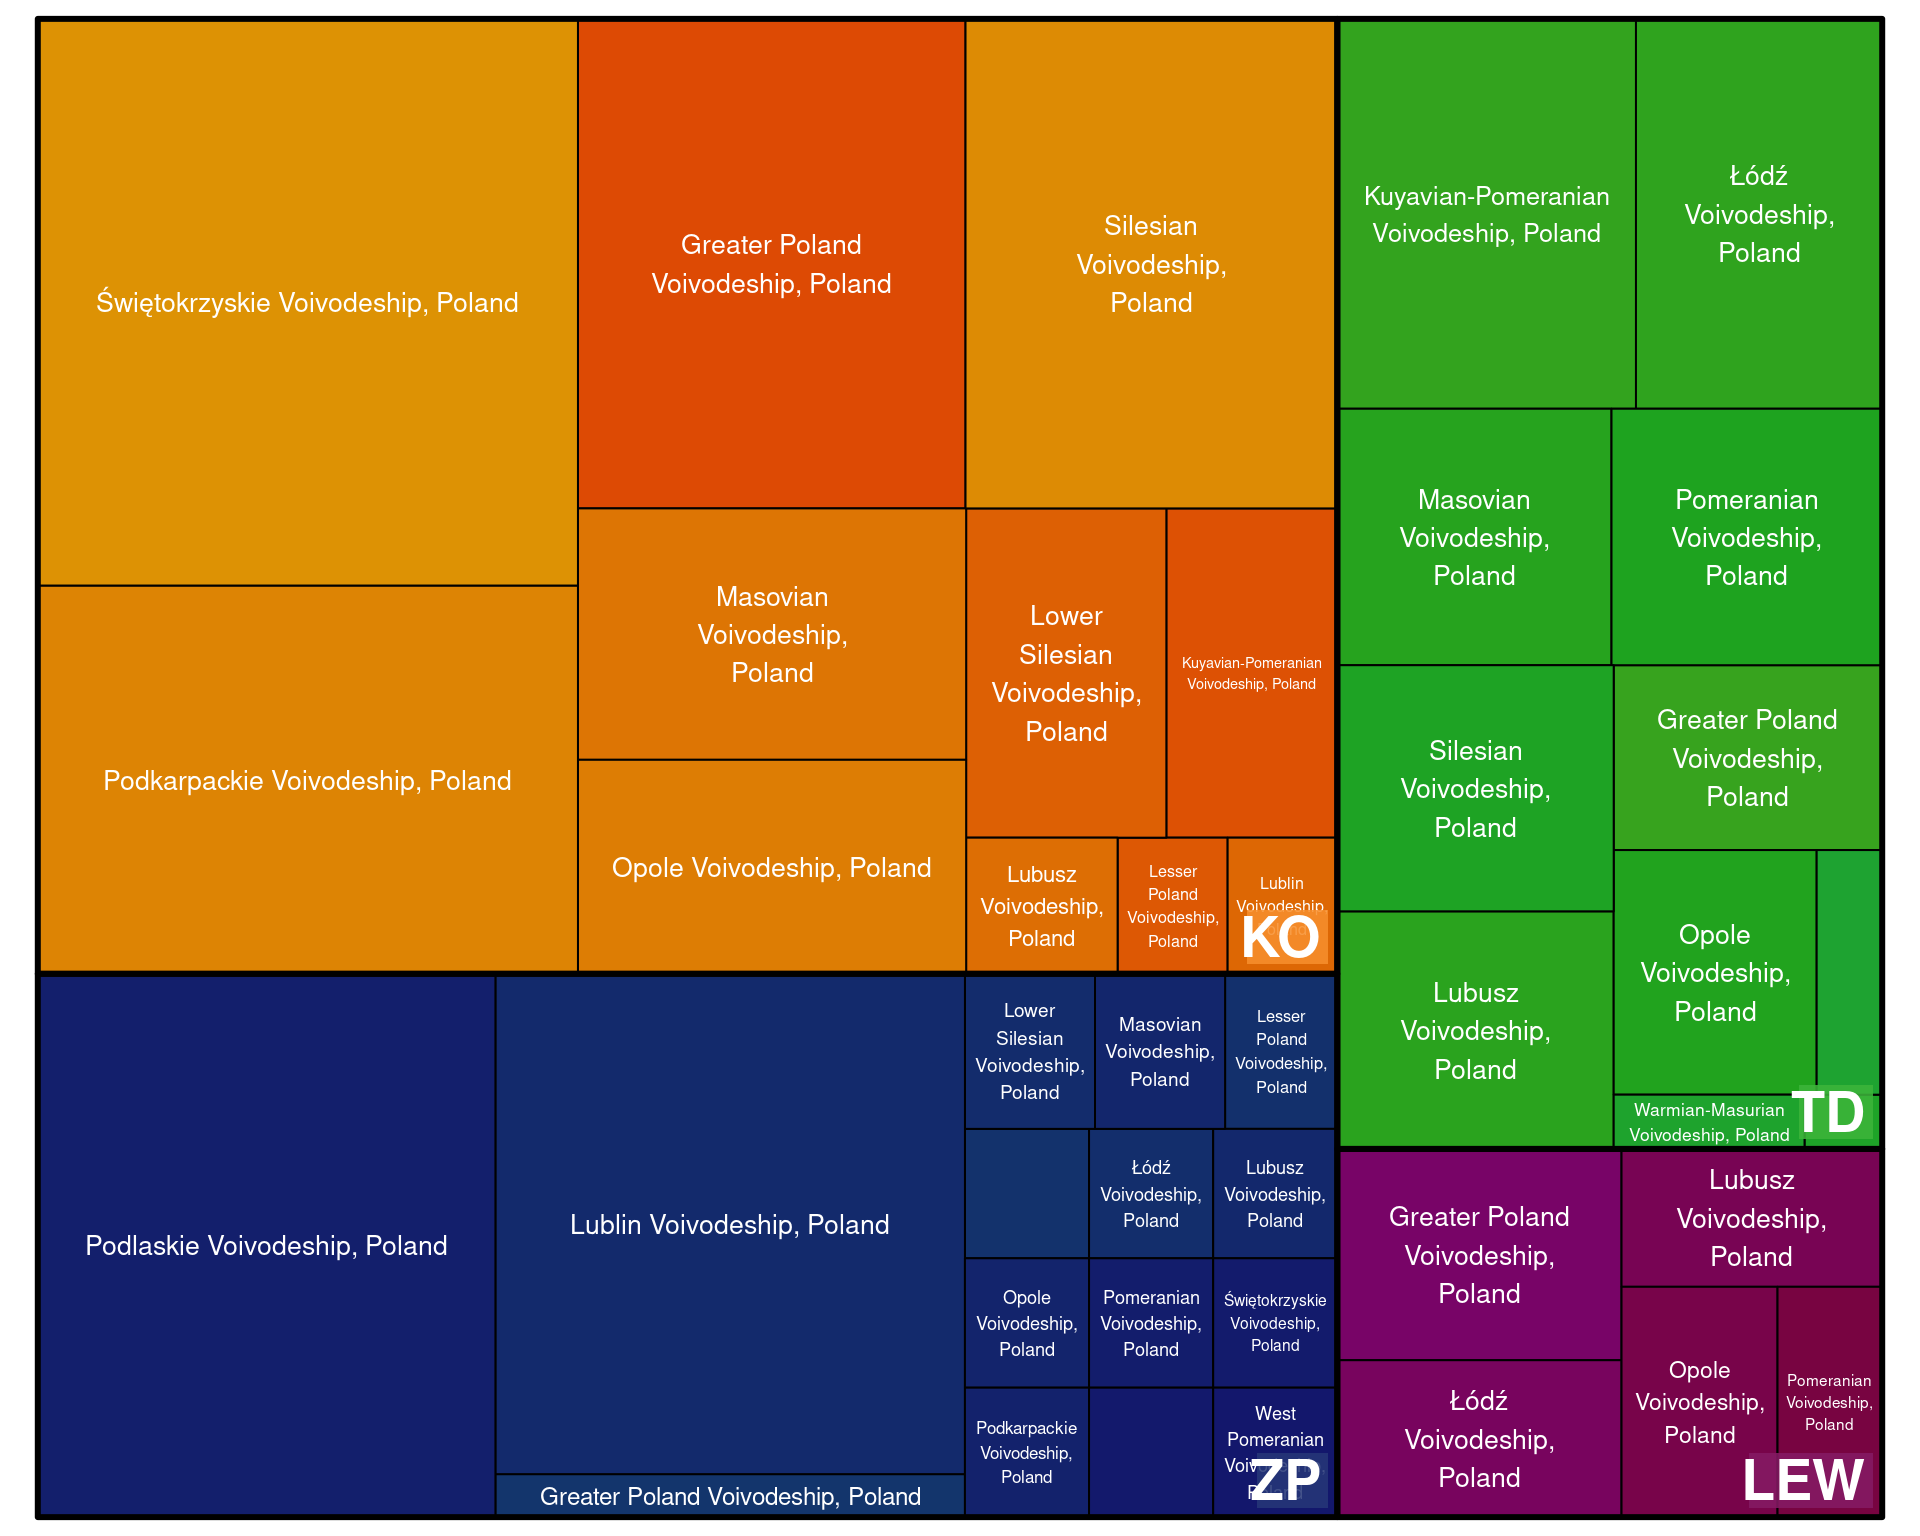 Świętokrzyskie Voivodeship, Poland
Podkarpackie Voivodeship, Poland
Greater Poland
Voivodeship, Poland
Masovian
Voivodeship,
Poland
Opole Voivodeship, Poland
Silesian
Voivodeship,
Poland
Lower
Silesian
Voivodeship,
Poland
Kuyavian-Pomeranian
Voivodeship, Poland
Lubusz
Voivodeship,
Poland
Lesser
Poland
Voivodeship,
Poland
Lublin
Voivodeship,
KO
Podlaskie Voivodeship, Poland
Lublin Voivodeship, Poland
Greater Poland Voivodeship, Poland
Lower
Silesian
Voivodeship,
Poland
Masovian
Voivodeship,
Poland
Lesser
Poland
Voivodeship,
Poland
Łódź
Voivodeship,
Poland
Lubusz
Voivodeship,
Poland
Opole
Voivodeship,
Poland
Pomeranian
Voivodeship,
Poland
Świętokrzyskie
Voivodeship,
Poland
Podkarpackie
Voivodeship,
Poland
West
Pomeranian
ZP
Kuyavian-Pomeranian
Voivodeship, Poland
Łódź
Voivodeship,
Poland
Masovian
Voivodeship,
Poland
Pomeranian
Voivodeship,
Poland
Silesian
Voivodeship,
Poland
Greater Poland
Voivodeship,
Poland
Lubusz
Voivodeship,
Poland
Opole
Voivodeship,
Poland
Warmian-Masurian
Voivodeship, Poland
TD
Greater Poland
Voivodeship,
Poland
Łódź
Voivodeship,
Poland
Lubusz
Voivodeship,
Poland
Opole
Voivodeship,
Poland
Pomeranian
Voivodeship,
Poland
LEW